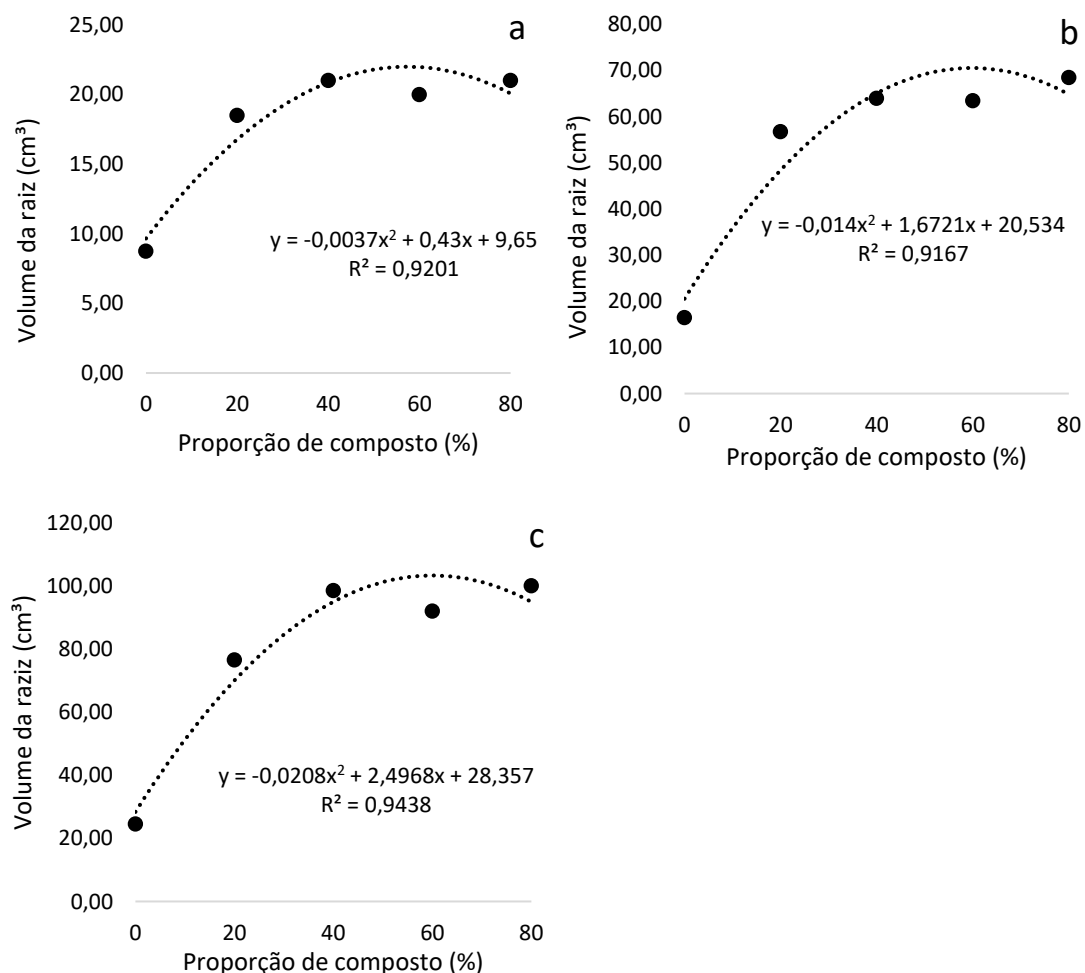 a
25,00
20,00
15,00
10,00
5,00
0,00
Volume da raiz (cm³)
y = -0,0037x² + 0,43x + 9,65
R² = 0,9201
0 20 40 60 80
Proporção de composto (%)
b
80,00
70,00
60,00
50,00
40,00
30,00
20,00
10,00
0,00
Volume da raiz (cm³)
y = -0,014x² + 1,6721x + 20,534
R² = 0,9167
0 20 40 60 80
Proporção de composto (%)
c
120,00
100,00
80,00
60,00
40,00
20,00
0,00
Volume da raziz (cm³)
y = -0,0208x² + 2,4968x + 28,357
R² = 0,9438
0 20 40 60 80
Proporção de composto (%)